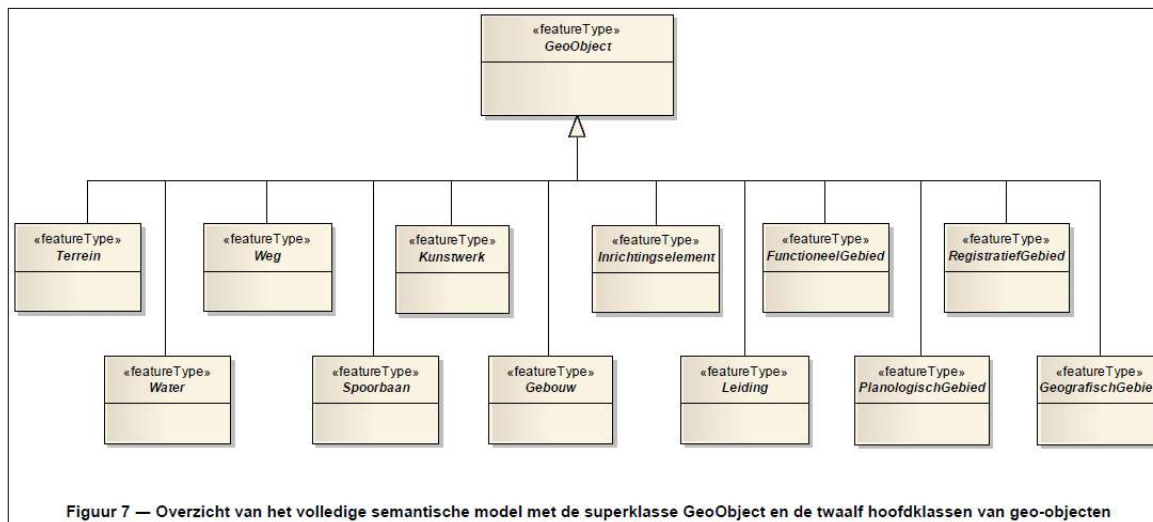 «featureType»
GeoObject
«featureType»
Terrein
«featureType»
Weg
«featureType»
Kunstwerk
«featureType»
Inrichtingselement
«featureType»
FunctioneelGebied
«featureType»
RegistratiefGebied
«featureType»
Water
«featureType»
Spoorbaan
«featureType»
Gebouw
«featureType»
Leiding
«featureType»
PlanologischGebied
«featureType»
GeografischGebie
Figuur 7 — Overzicht van het volledige semantische model met de superklasse GeoObject en de twaalf hoofdklassen van geo-objecten